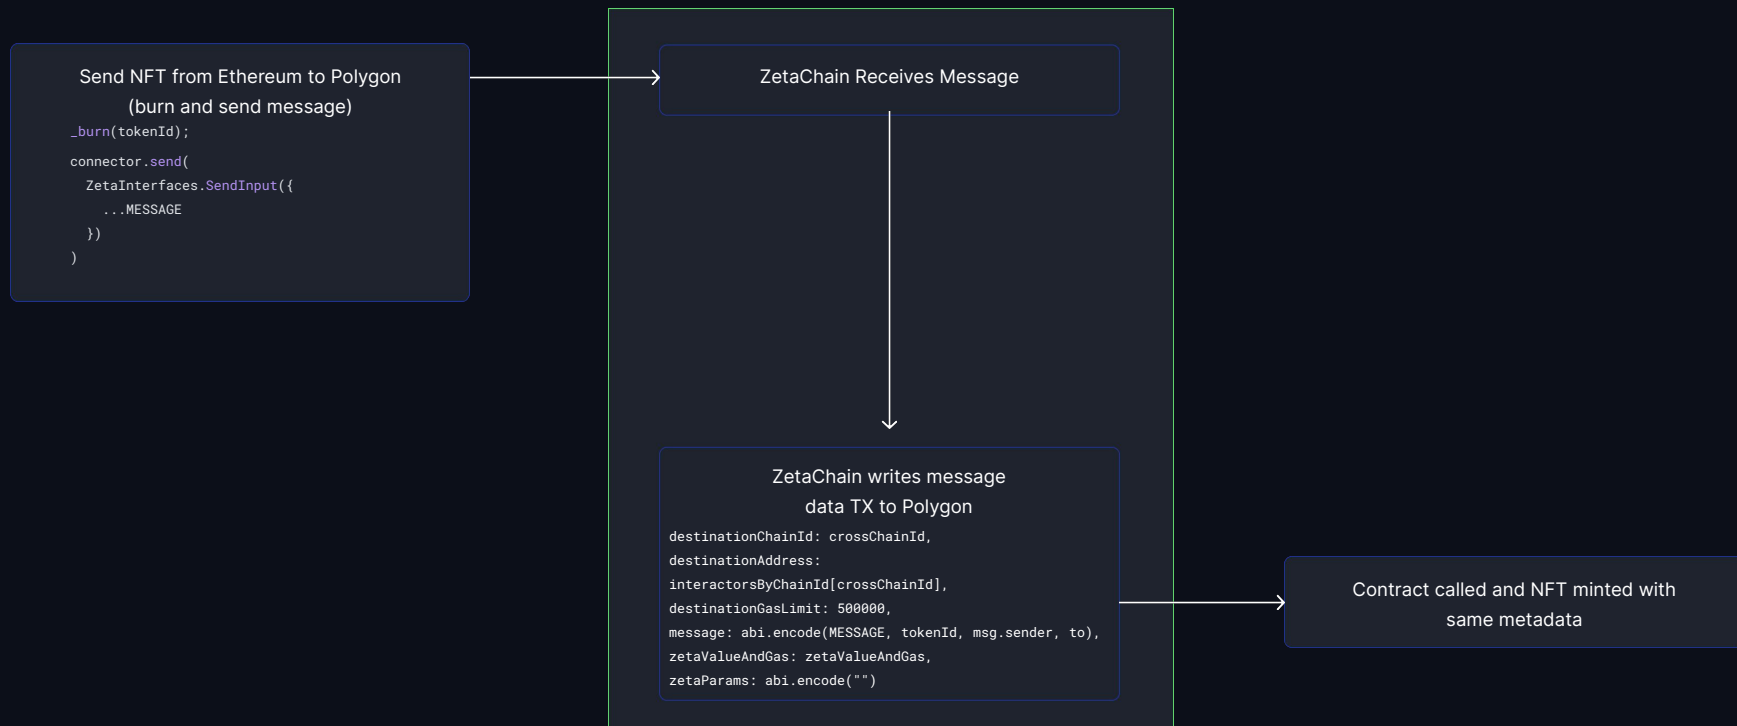 Send NFT from Ethereum to Polygon
(burn and send message)
_burn(tokenId);
connector.send(
ZetaInterfaces.SendInput({
...MESSAGE
})
)
ZetaChain Receives Message
ZetaChain writes message
data TX to Polygon
destinationChainId: crossChainId,
destinationAddress:
interactorsByChainId[crossChainId],
destinationGasLimit: 500000,
message: abi.encode(MESSAGE, tokenId, msg.sender, to),
zetaValueAndGas: zetaValueAndGas,
zetaParams: abi.encode("")
Contract called and NFT minted with
same metadata